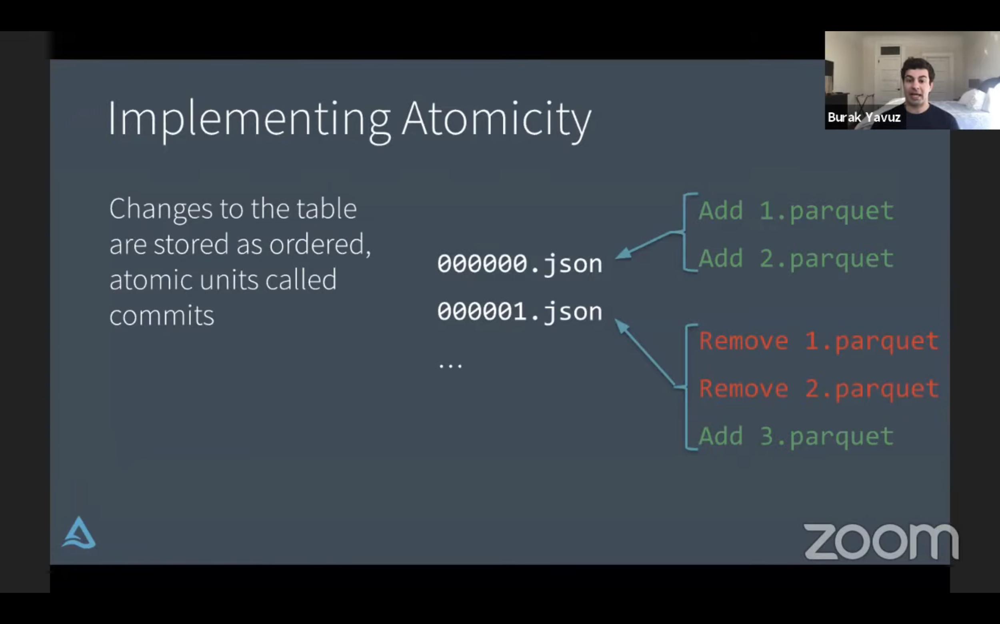 Burak Yavuz
Implementing Atomicity
Changes to the table
are stored as ordered,
atomic units called
commits
000000.json
000001.json
...
Add 1.parquet
Add 2.parquet
Remove 1.parquet
Remove 2.parquet
Add 3.parquet
zoom